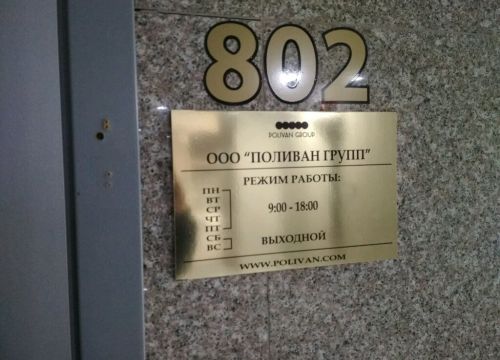 802
POLIVAN GROUP
ООО "ПОЛИВАН ГРУПП"
РЕЖИМ РАБОТЫ:
ПН
ВТ
СР
ЧТ
ПТ
9:00 - 18:00
СБ
ВС
ВЫХОДНОЙ
WWW.POLIVAN.COM